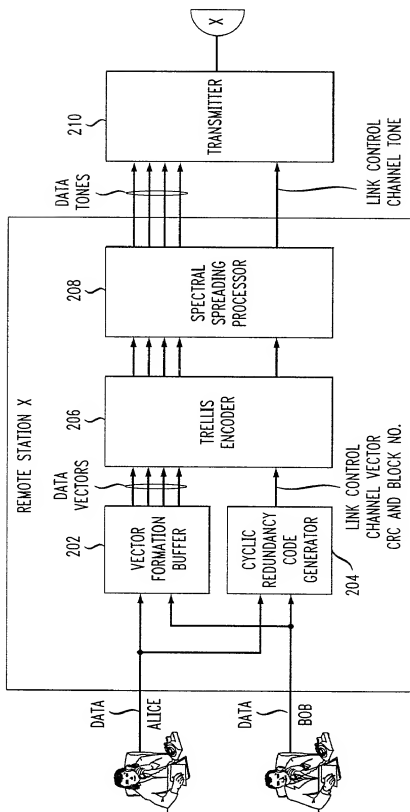 REMOTE STATION X
DATA
ALICE
DATA
BOB
202
VECTOR
FORMATION
BUFFER
CYCLIC
REDUNDANCY
CODE
GENERATOR
204
DATA
VECTORS
LINK CONTROL
CHANNEL VECTOR
CRC AND BLOCK NO.
206
TRELLIS
ENCODER
208
SPECTRAL
SPREADING
PROCESSOR
DATA
TONES
LINK CONTROL
CHANNEL TONE
210
TRANSMITTER